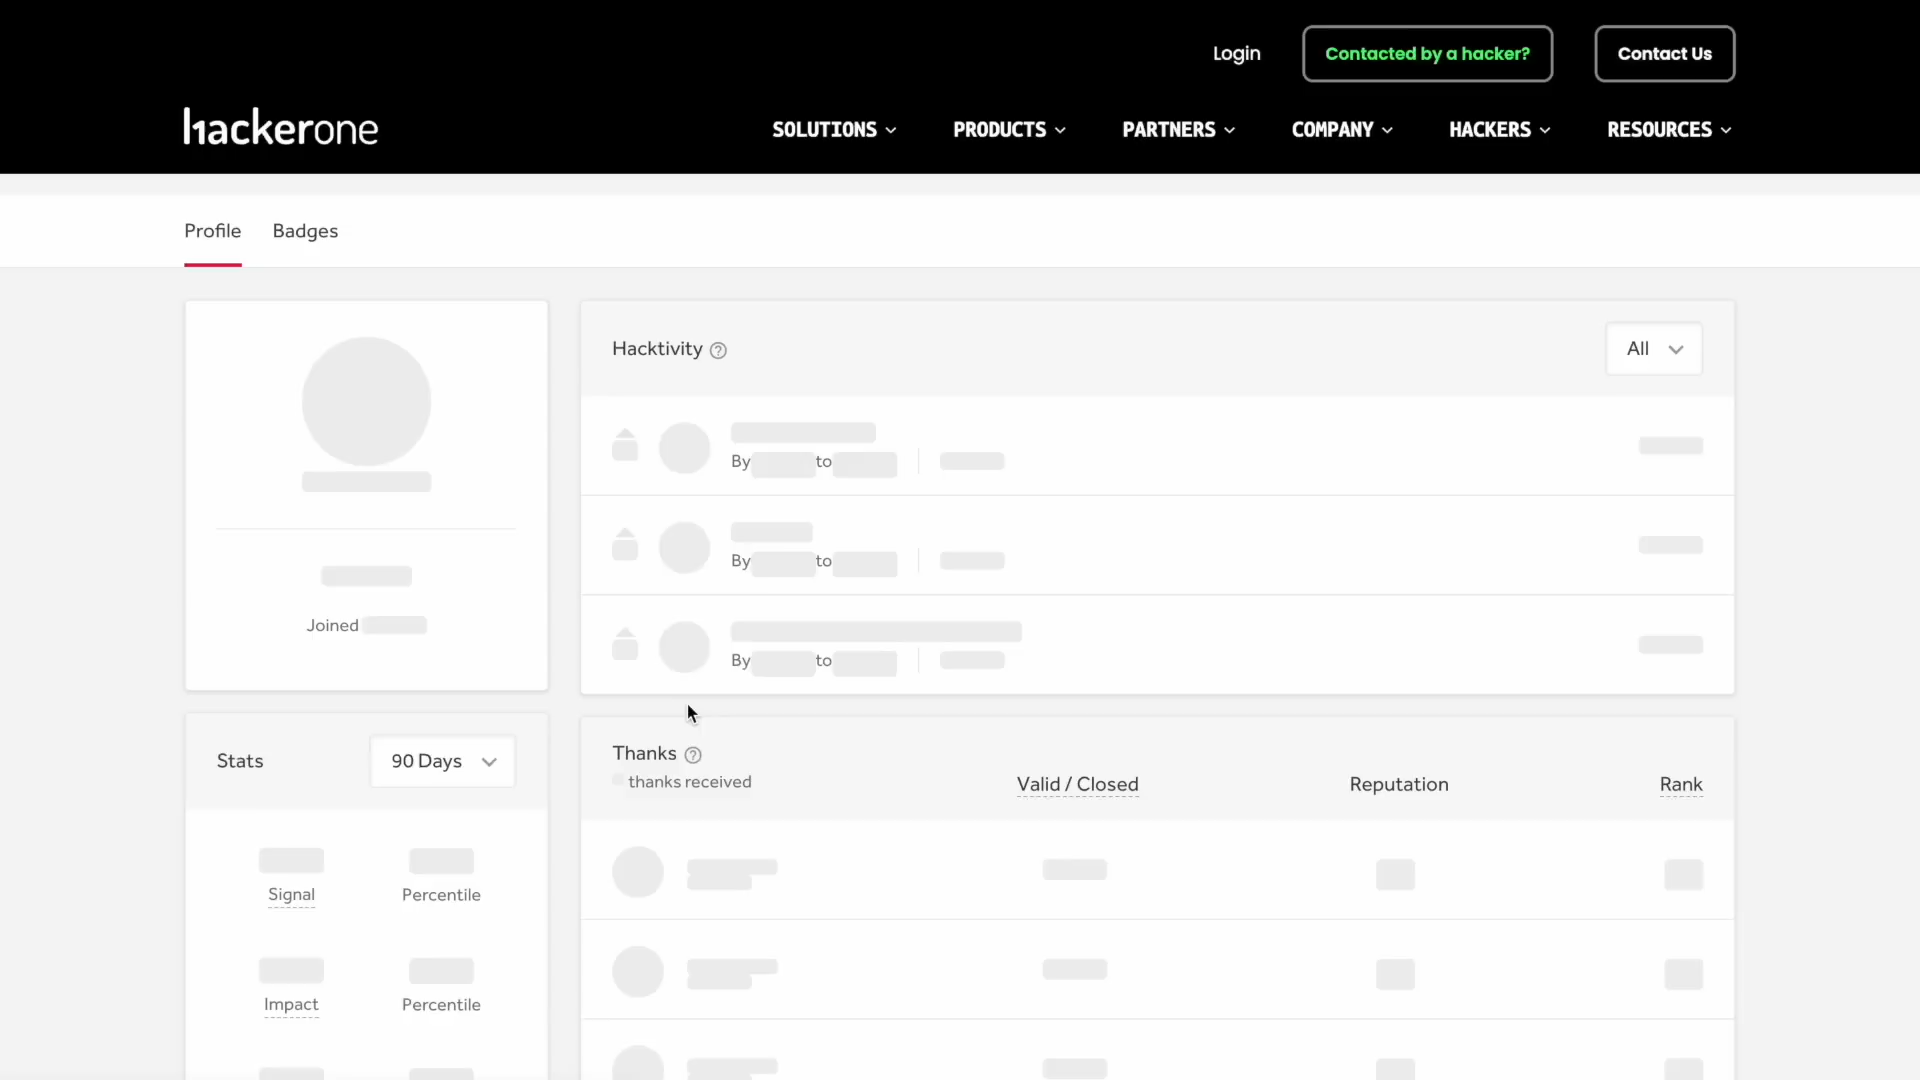 Login
Contacted by a hacker?
Contact Us
hackerone
SOLUTIONS
PRODUCTS
PARTNERS
COMPANY
HACKERS
RESOURCES
Profile
Badges
Hacktivity ?
All
By to
By to
By to
Joined
Stats
90 Days
Signal
Percentile
Impact
Percentile
Thanks ?
thanks received
Valid / Closed
Reputation
Rank